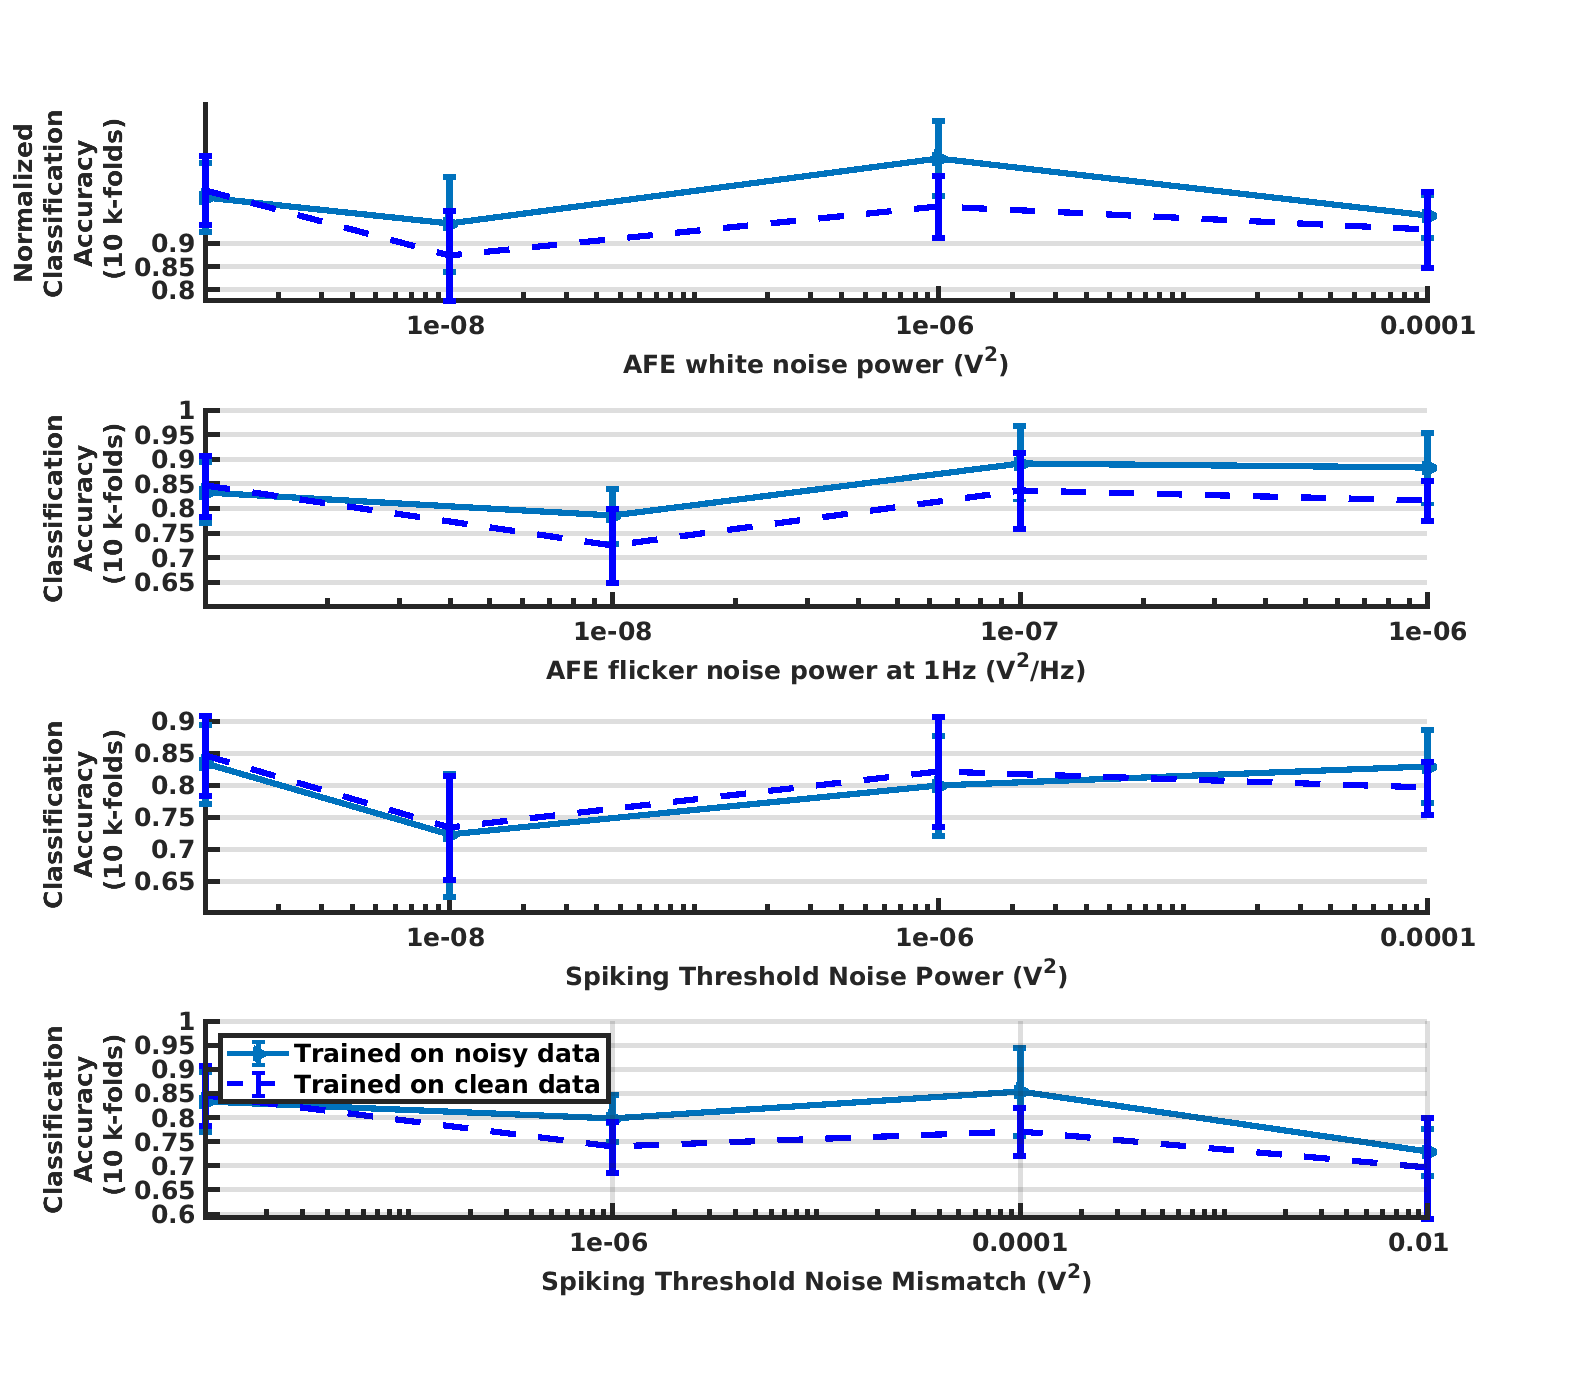 Normalized
Classification
Accuracy
(10 k-folds)
0.9
0.85
0.8
1e-08
1e-06
0.0001
AFE white noise power (V²)
Classification
Accuracy
(10 k-folds)
1
0.95
0.9
0.85
0.8
0.75
0.7
0.65
1e-08
1e-07
1e-06
AFE flicker noise power at 1Hz (V²/Hz)
Classification
Accuracy
(10 k-folds)
0.9
0.85
0.8
0.75
0.7
0.65
1e-08
1e-06
0.0001
Spiking Threshold Noise Power (V²)
Classification
Accuracy
(10 k-folds)
1
0.95
0.9
0.85
0.8
0.75
0.7
0.65
0.6
Trained on noisy data
Trained on clean data
1e-06
0.0001
0.01
Spiking Threshold Noise Mismatch (V²)